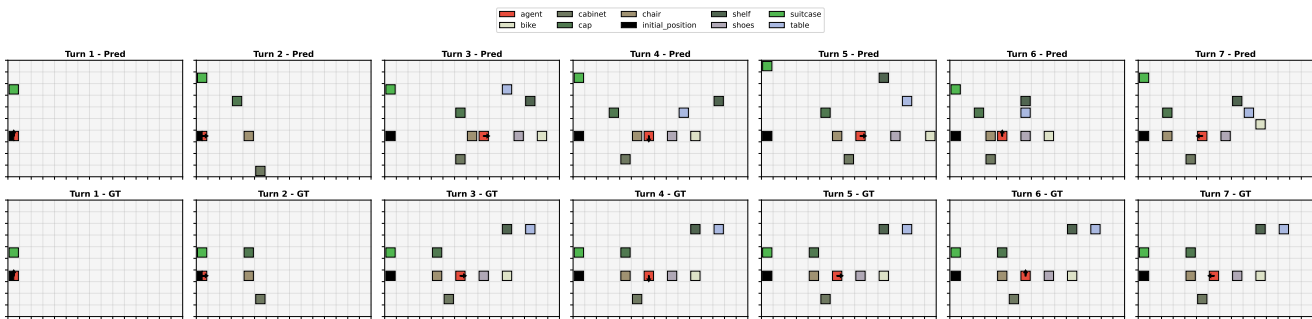 agent cabinet chair shelf suitcase
bike cap initial_position shoes table
Turn 1 - Pred Turn 2 - Pred Turn 3 - Pred Turn 4 - Pred Turn 5 - Pred Turn 6 - Pred Turn 7 - Pred
Turn 1 - GT Turn 2 - GT Turn 3 - GT Turn 4 - GT Turn 5 - GT Turn 6 - GT Turn 7 - GT